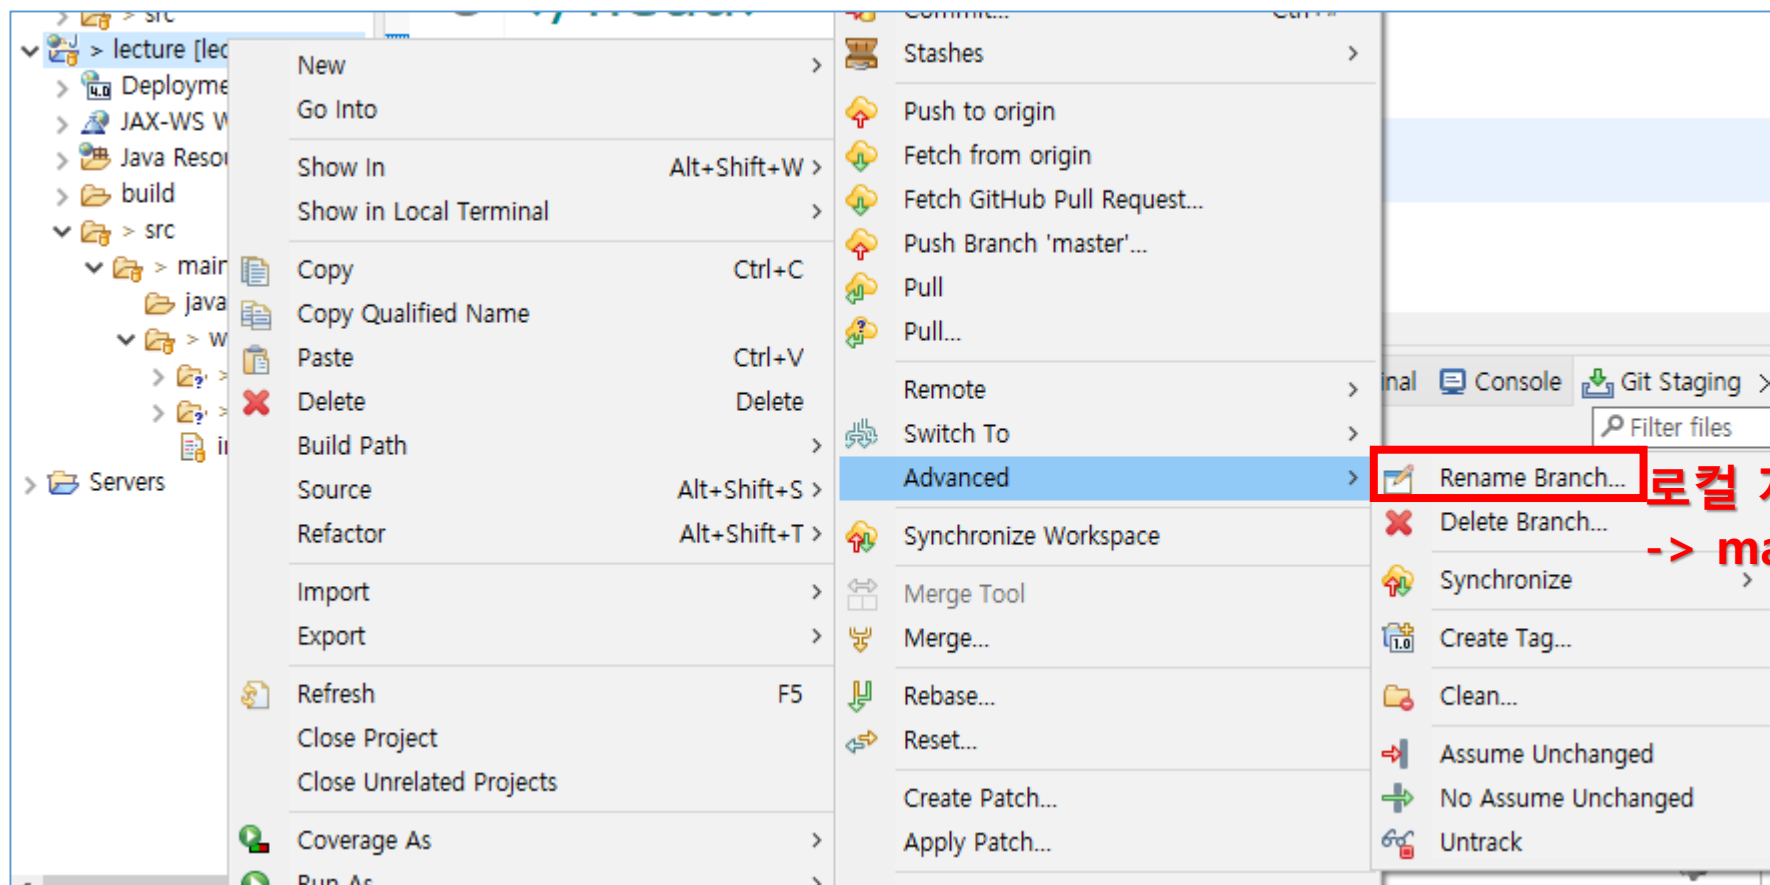 > lecture [lec
Deployme
JAX-WS W
Java Resou
build
> src
> main
java
> w
Servers
New
Go Into
Show In Alt+Shift+W >
Show in Local Terminal
Copy Ctrl+C
Copy Qualified Name
Paste Ctrl+V
Delete Delete
Build Path
Source Alt+Shift+S >
Refactor Alt+Shift+T >
Import
Export
Refresh F5
Close Project
Close Unrelated Projects
Coverage As
Run As
Commit...
Stashes
Push to origin
Fetch from origin
Fetch GitHub Pull Request...
Push Branch 'master'...
Pull
Pull...
Remote
Switch To
Advanced
Synchronize Workspace
Merge Tool
Merge...
Rebase...
Reset...
Create Patch...
Apply Patch...
inal Console Git Staging
Filter files
Rename Branch...
Delete Branch...
Synchronize
Create Tag...
Clean...
Assume Unchanged
No Assume Unchanged
Untrack
로컬
-> ma